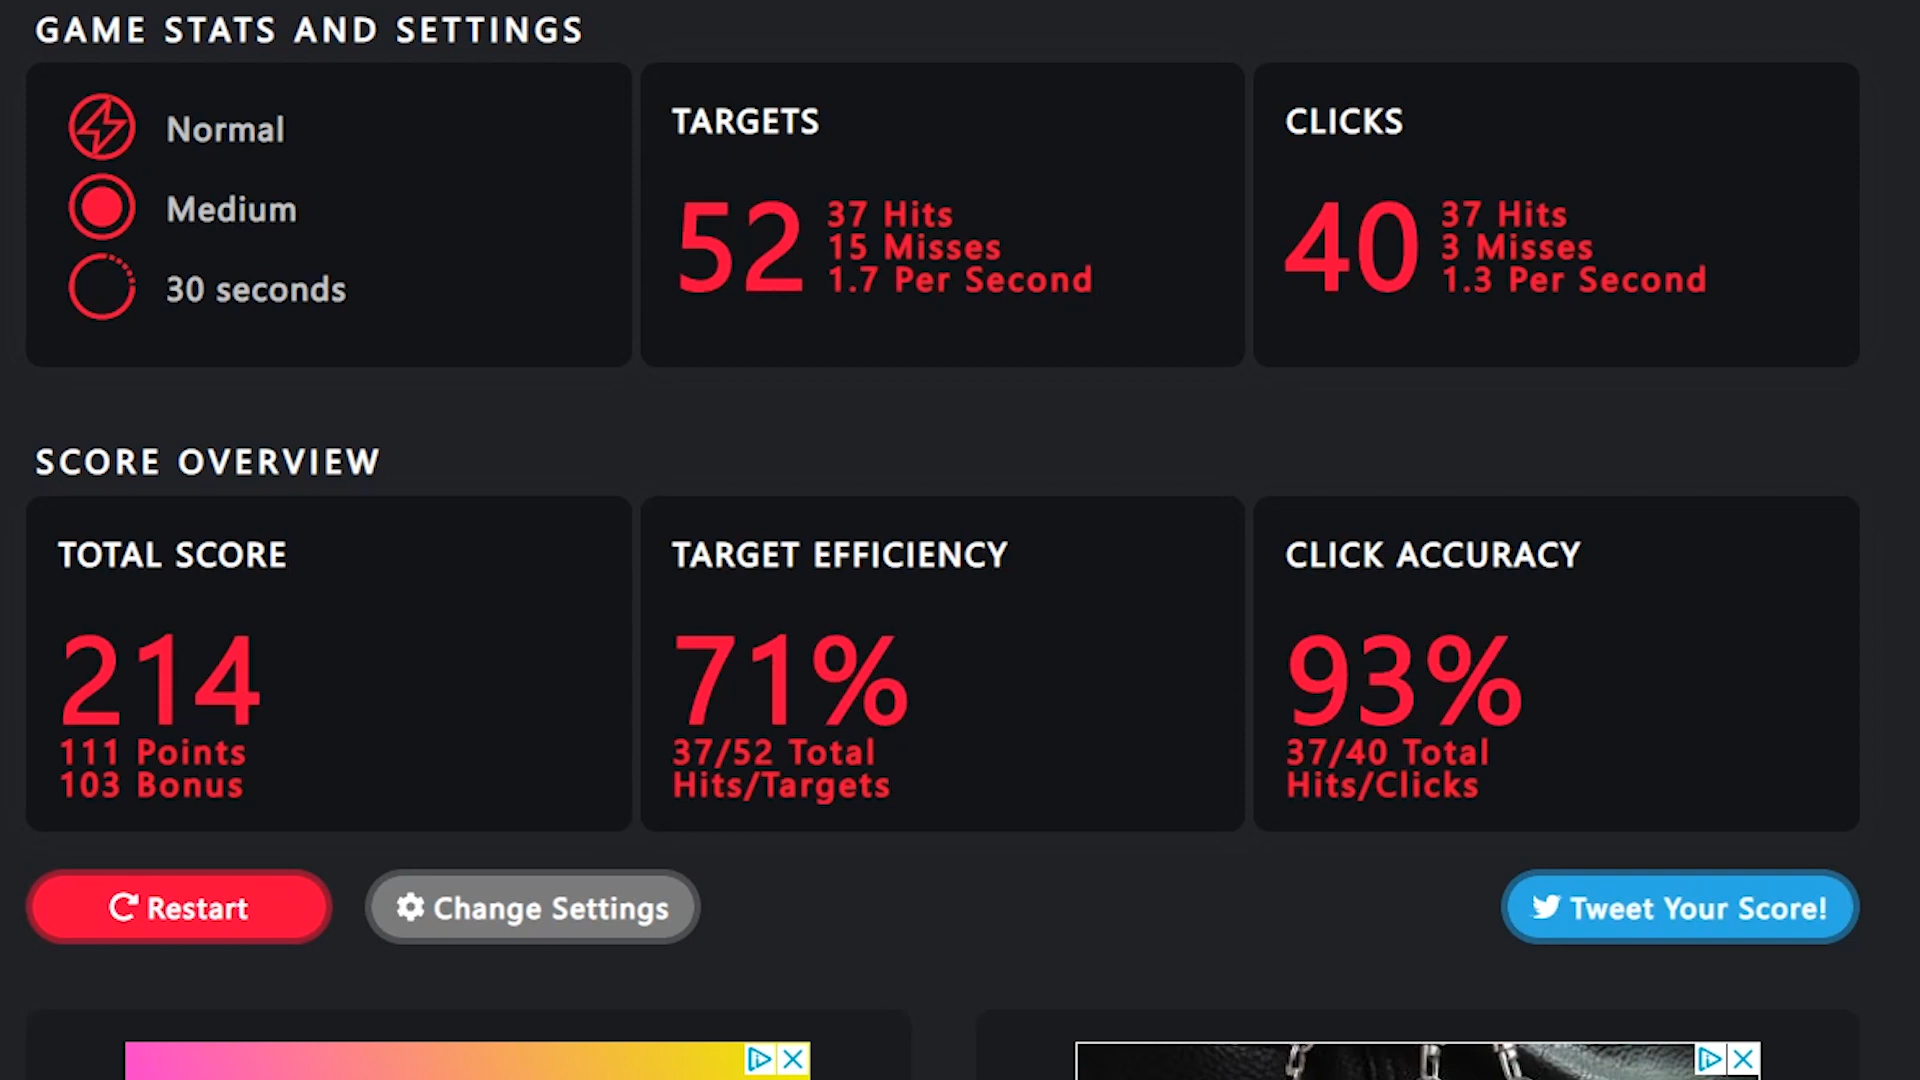 GAME STATS AND SETTINGS
Normal
Medium
30 seconds
TARGETS
52
37 Hits
15 Misses
1.7 Per Second
CLICKS
40
37 Hits
3 Misses
1.3 Per Second
SCORE OVERVIEW
TOTAL SCORE
214
111 Points
103 Bonus
TARGET EFFICIENCY
71%
37/52 Total
Hits/Targets
CLICK ACCURACY
93%
37/40 Total
Hits/Clicks
Restart
Change Settings
Tweet Your Score!